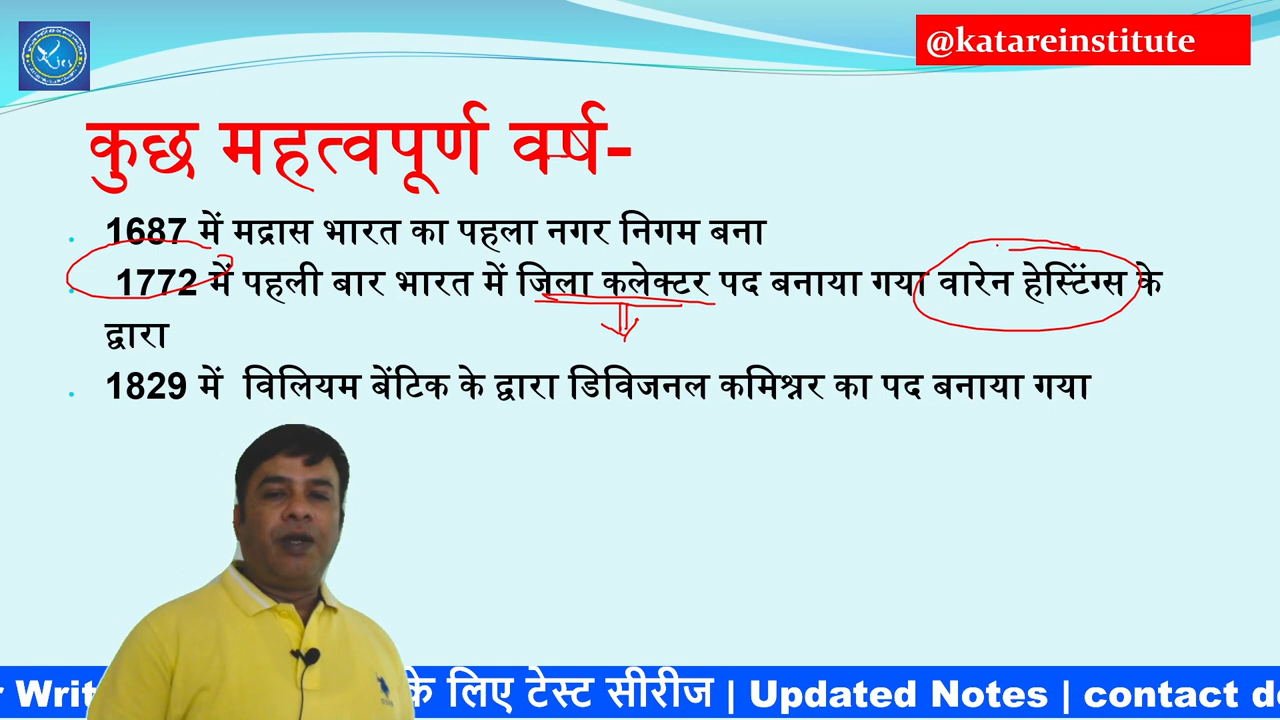 @katareinstitute
कुछ महत्वपूर्ण वर्ष-
1687 में मद्रास भारत का पहला नगर निगम बना
1772 में पहली बार भारत में जिला कलेक्टर पद बनाया गया वारेन हेस्टिंग्स के
द्वारा
1829 में विलियम बेंटिक के द्वारा डिविजनल कमिश्नर का पद बनाया गया
r Writ
के लिए टेस्ट सीरीज | Updated Notes | contact